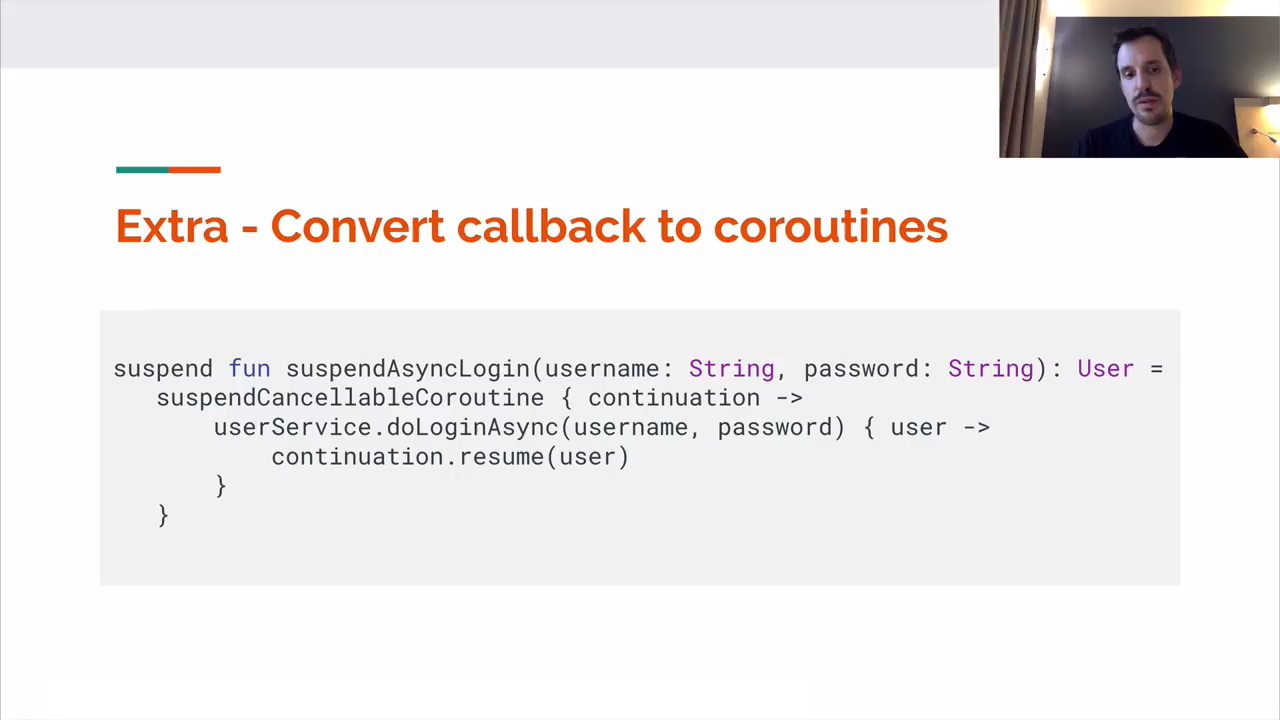 Extra - Convert callback to coroutines
suspend fun suspendAsyncLogin(username: String, password: String): User =
suspendCancellableCoroutine { continuation ->
userService.doLoginAsync(username, password) { user ->
continuation.resume(user)
}
}